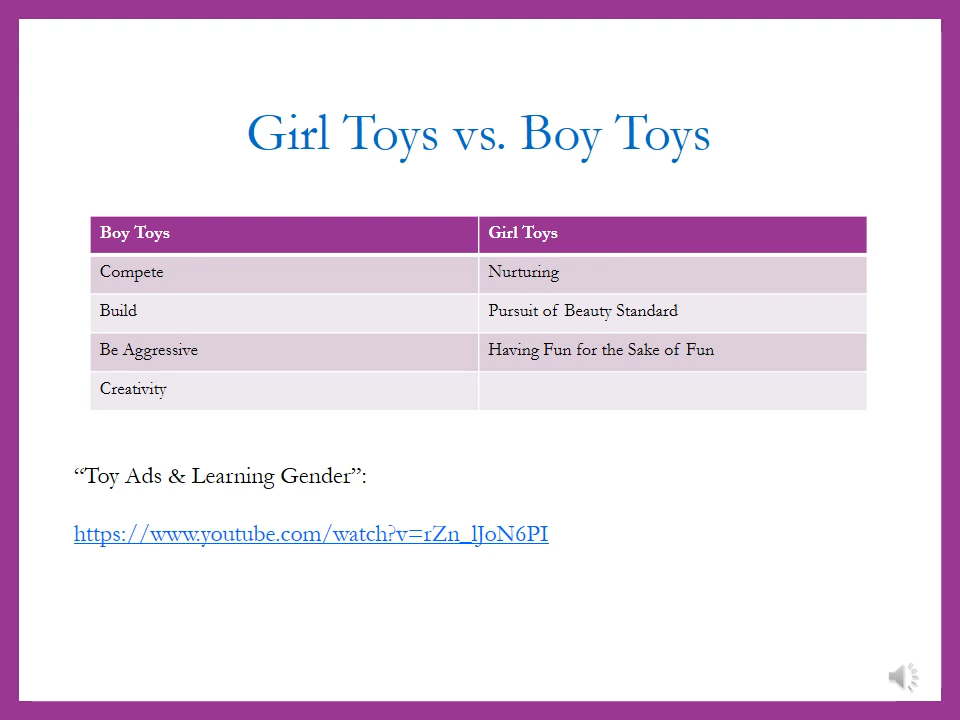 Girl Toys vs. Boy Toys
Boy Toys
Girl Toys
Compete
Nurturing
Build
Pursuit of Beauty Standard
Be Aggressive
Having Fun for the Sake of Fun
Creativity
“Toy Ads & Learning Gender”:
https://www.youtube.com/watch?v=rZn_lJoN6PI